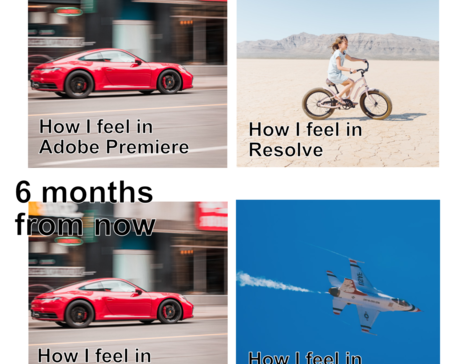 How I feel in
Adobe Premiere
How I feel in
Resolve
6 months
from now
How I feel in
How I feel in